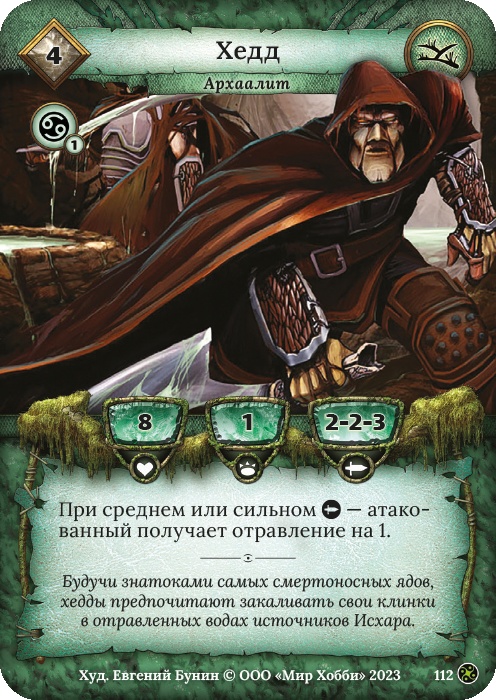 4
Хедд
Архаалит
1
8
1
2-2-3
При среднем или сильном — атако-
ванный получает отравление на 1.
Будучи знатоками самых смертоносных ядов,
хедды предпочитают закаливать свои клинки
в отравленных водах источников Исхара.
Худ. Евгений Бунин © ООО «Мир Хобби» 2023
112